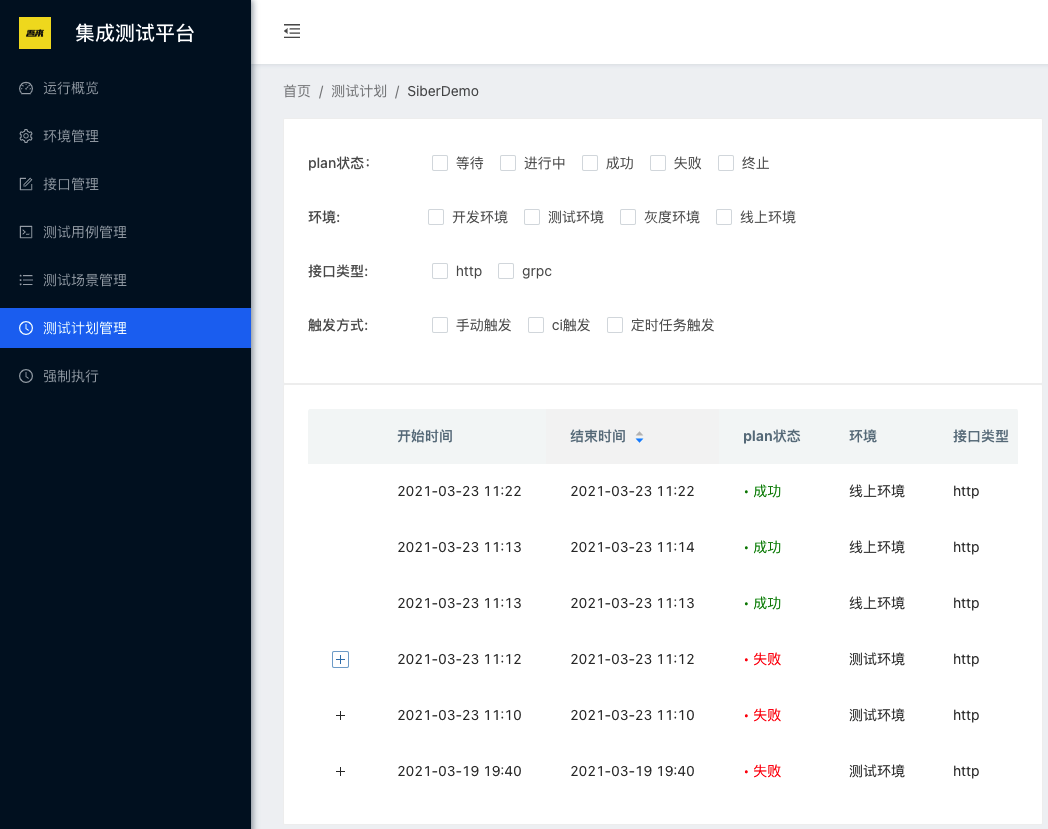 集成测试平台
运行概览
环境管理
接口管理
测试用例管理
测试场景管理
测试计划管理
强制执行
首页 / 测试计划 / SiberDemo
plan状态: 等待 进行中 成功 失败 终止
环境: 开发环境 测试环境 灰度环境 线上环境
接口类型: http grpc
触发方式: 手动触发 ci触发 定时任务触发
开始时间 结束时间 plan状态 环境 接口类型
2021-03-23 11:22 2021-03-23 11:22 • 成功 线上环境 http
2021-03-23 11:13 2021-03-23 11:14 • 成功 线上环境 http
2021-03-23 11:13 2021-03-23 11:13 • 成功 线上环境 http
+ 2021-03-23 11:12 2021-03-23 11:12 • 失败 测试环境 http
+ 2021-03-23 11:10 2021-03-23 11:10 • 失败 测试环境 http
+ 2021-03-19 19:40 2021-03-19 19:40 • 失败 测试环境 http